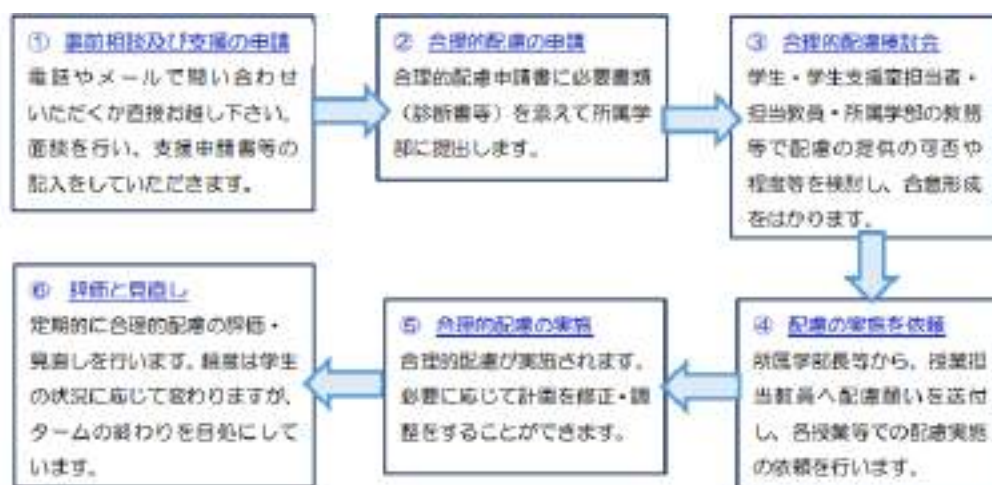 ① 事前相談及び支援の申請
電話やメールで問い合わせ
いただくか直接お越し下さい。
面談を行い、支援申請書等の
記入をしていただきます。
② 合理的配慮の申請
合理的配慮申請書に必要書類
（診断書等）を添えて所属学
部に提出します。
③ 合理的配慮検討会
学生・学生支援室担当者・
担当教員・所属学部の教務
等で配慮の提供の可否や
程度等を検討し、合意形成
をはかります。
④ 配慮の実施を依頼
所属学部長等から、授業担
当教員へ配慮願いを送付
し、各授業等での配慮実施
の依頼を行います。
⑤ 合理的配慮の実施
合理的配慮が実施されます。
必要に応じて計画を修正・調
整をすることができます。
⑥ 評価と見直し
定期的に合理的配慮の評価・
見直しを行います。頻度は学生
の状況に応じて変わりますが、
タームの終わりを目処にして
います。